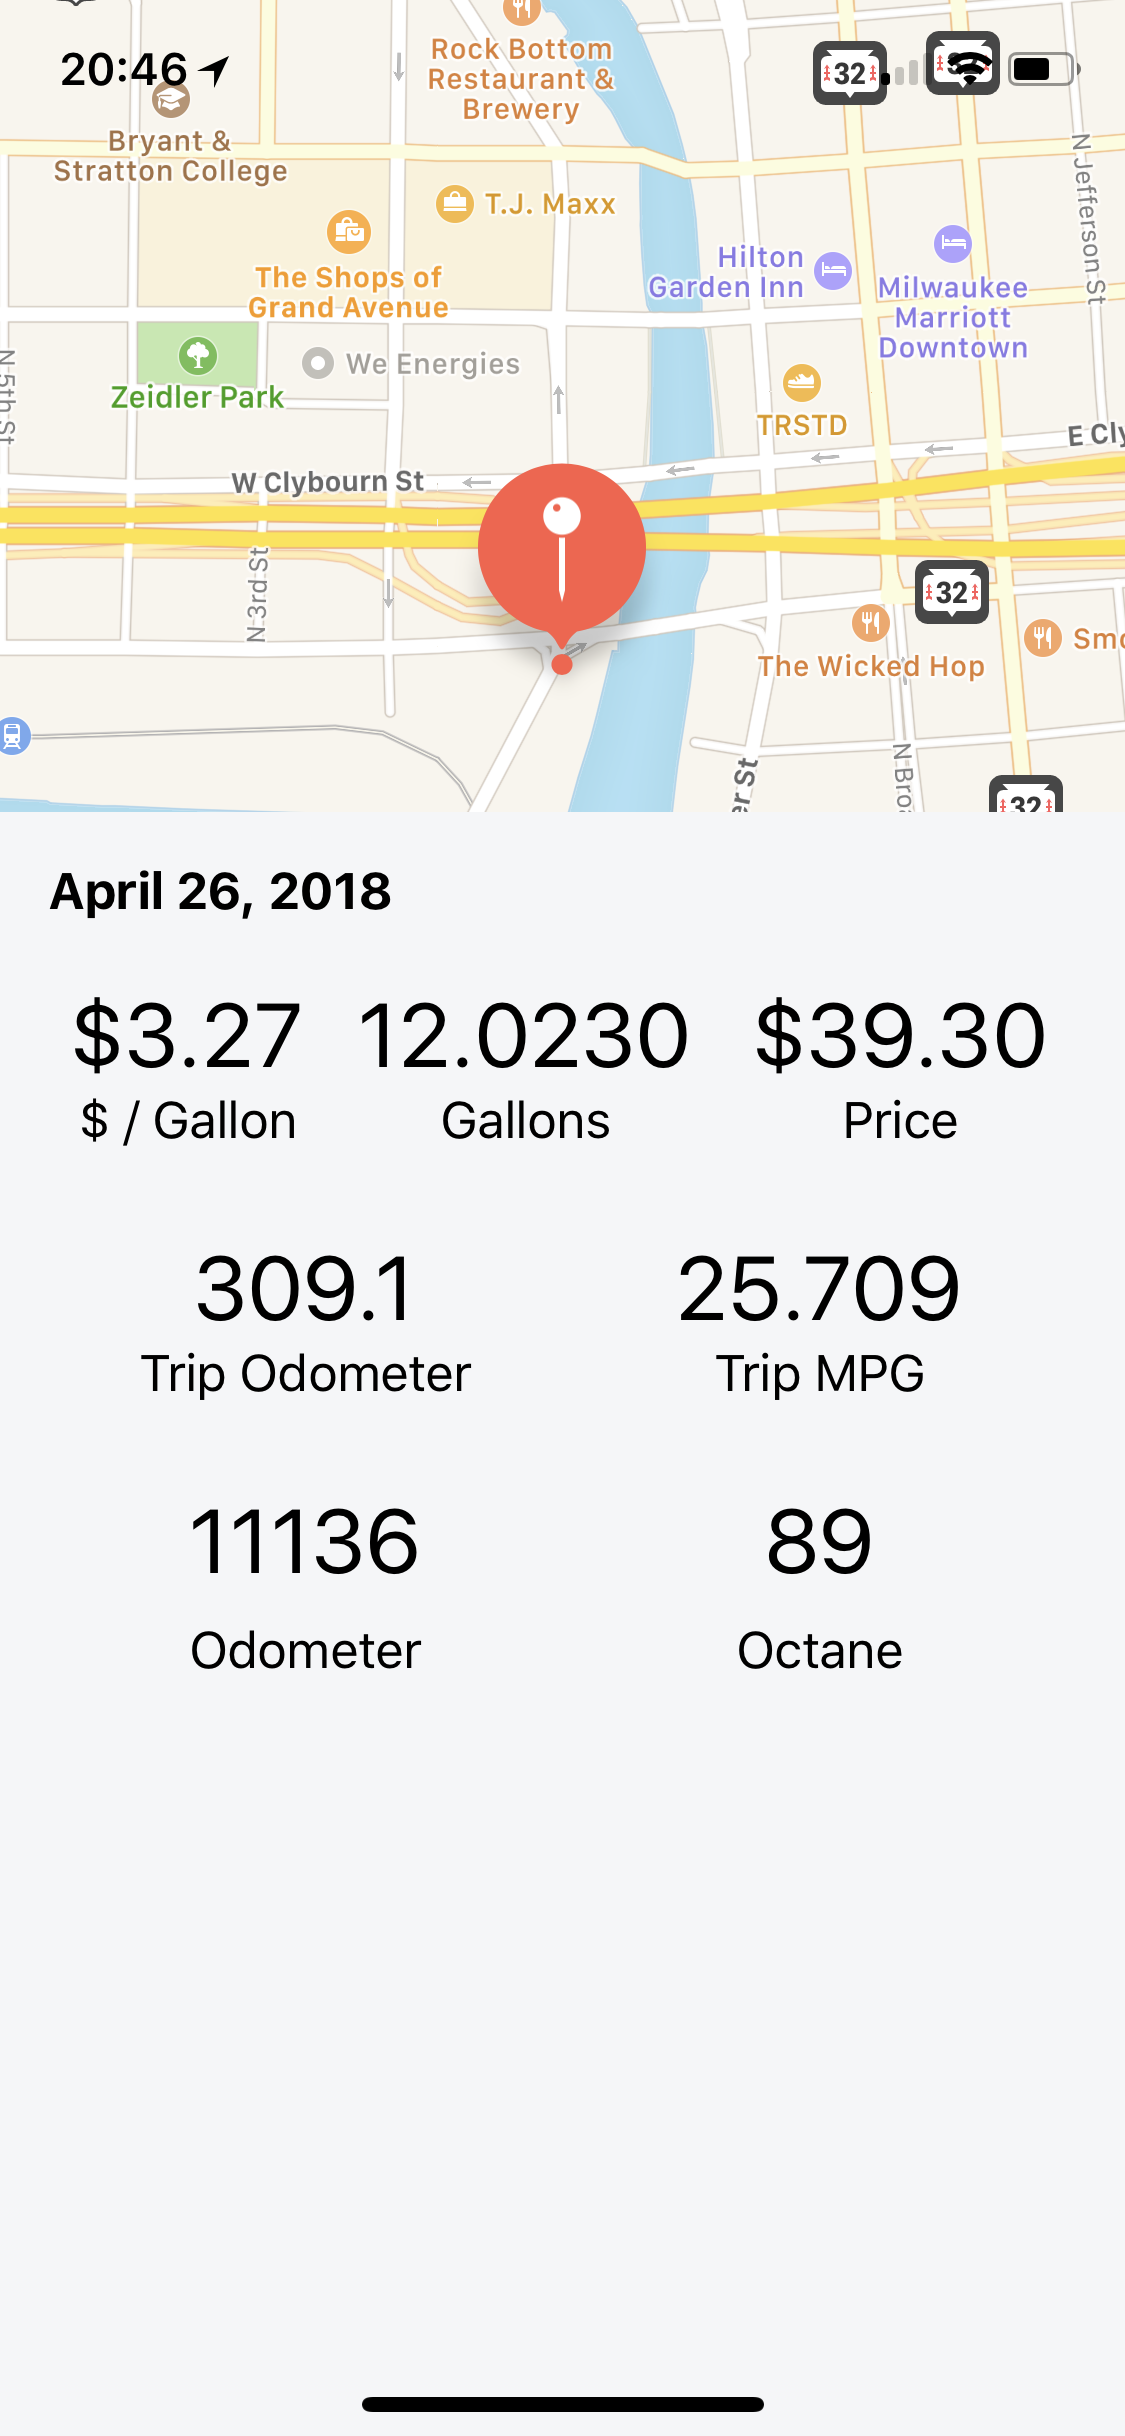 20:46
Rock Bottom
Restaurant &
Brewery
32
Bryant &
Stratton College
T.J. Maxx
The Shops of
Grand Avenue
Hilton
Garden Inn
Milwaukee
Marriott
Downtown
N Jefferson St
Zeidler Park
We Energies
N 5th St
TRSTD
E Cly
W Clybourn St
N 3rd St
32
The Wicked Hop
Smo
er St
N Broa
32
April 26, 2018
$3.27 12.0230 $39.30
$ / Gallon Gallons Price
309.1 25.709
Trip Odometer Trip MPG
11136 89
Odometer Octane